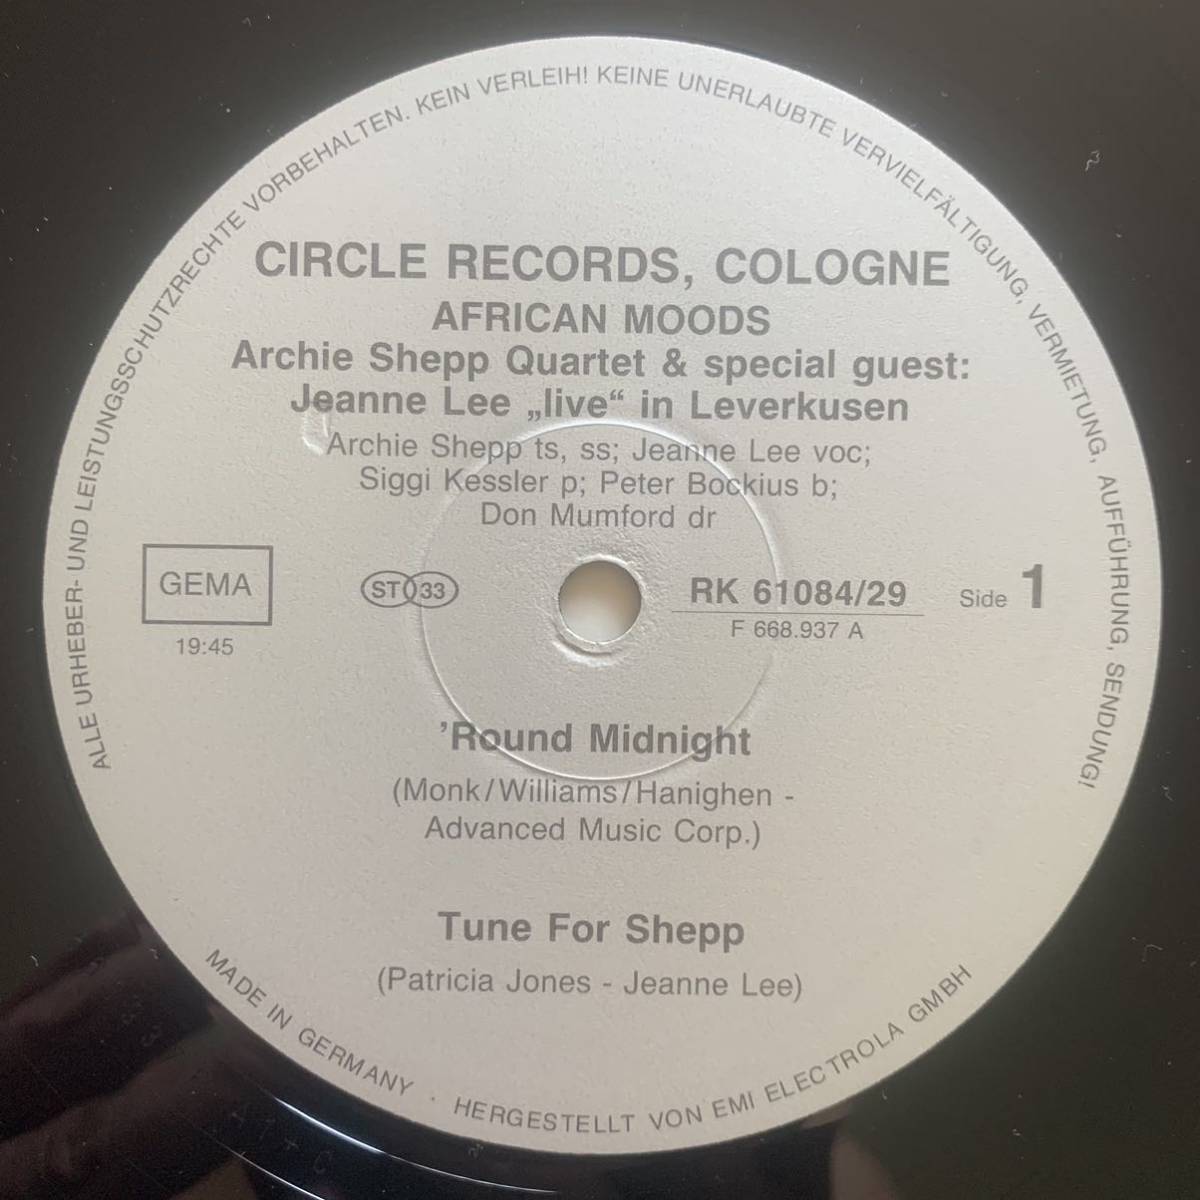 ALLE URHEBER- UND LEISTUNGSSCHUTZRECHTE VORBEHALTEN. KEIN VERLEIH! KEINE UNERLAUBTE VERVIELFÄLTIGUNG, VERMIETUNG, AUFFÜHRUNG, SENDUNG!
CIRCLE RECORDS, COLOGNE
AFRICAN MOODS
Archie Shepp Quartet & special guest:
Jeanne Lee „live“ in Leverkusen
Archie Shepp ts, ss; Jeanne Lee voc;
Siggi Kessler p; Peter Bockius b;
Don Mumford dr
GEMA
19:45
ST 33
RK 61084/29
F 668.937 A
Side 1
’Round Midnight
(Monk/Williams/Hanighen -
Advanced Music Corp.)
Tune For Shepp
(Patricia Jones - Jeanne Lee)
MADE IN GERMANY · HERGESTELLT VON EMI ELECTROLA GMBH